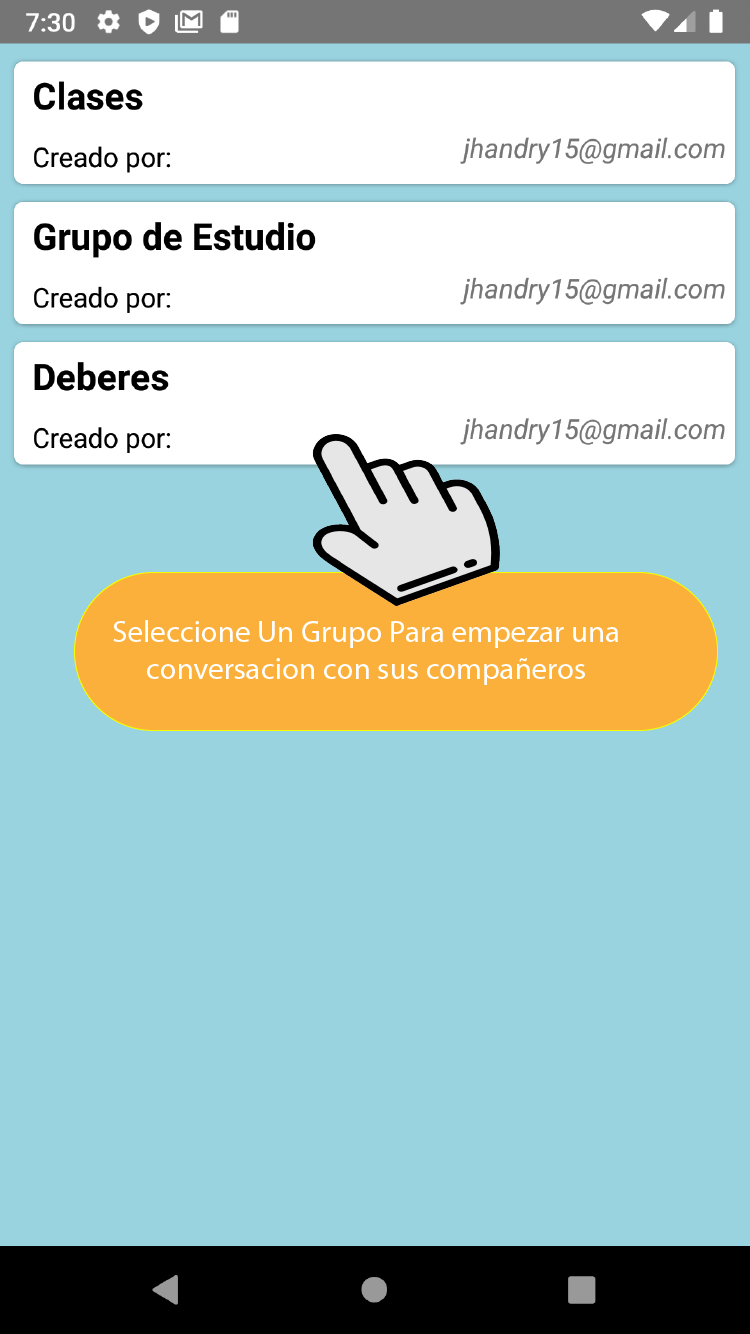 7:30
Clases
Creado por:
jhandry15@gmail.com
Grupo de Estudio
Creado por:
jhandry15@gmail.com
Deberes
Creado por:
jhandry15@gmail.com
Seleccione Un Grupo Para empezar una
conversacion con sus compañeros